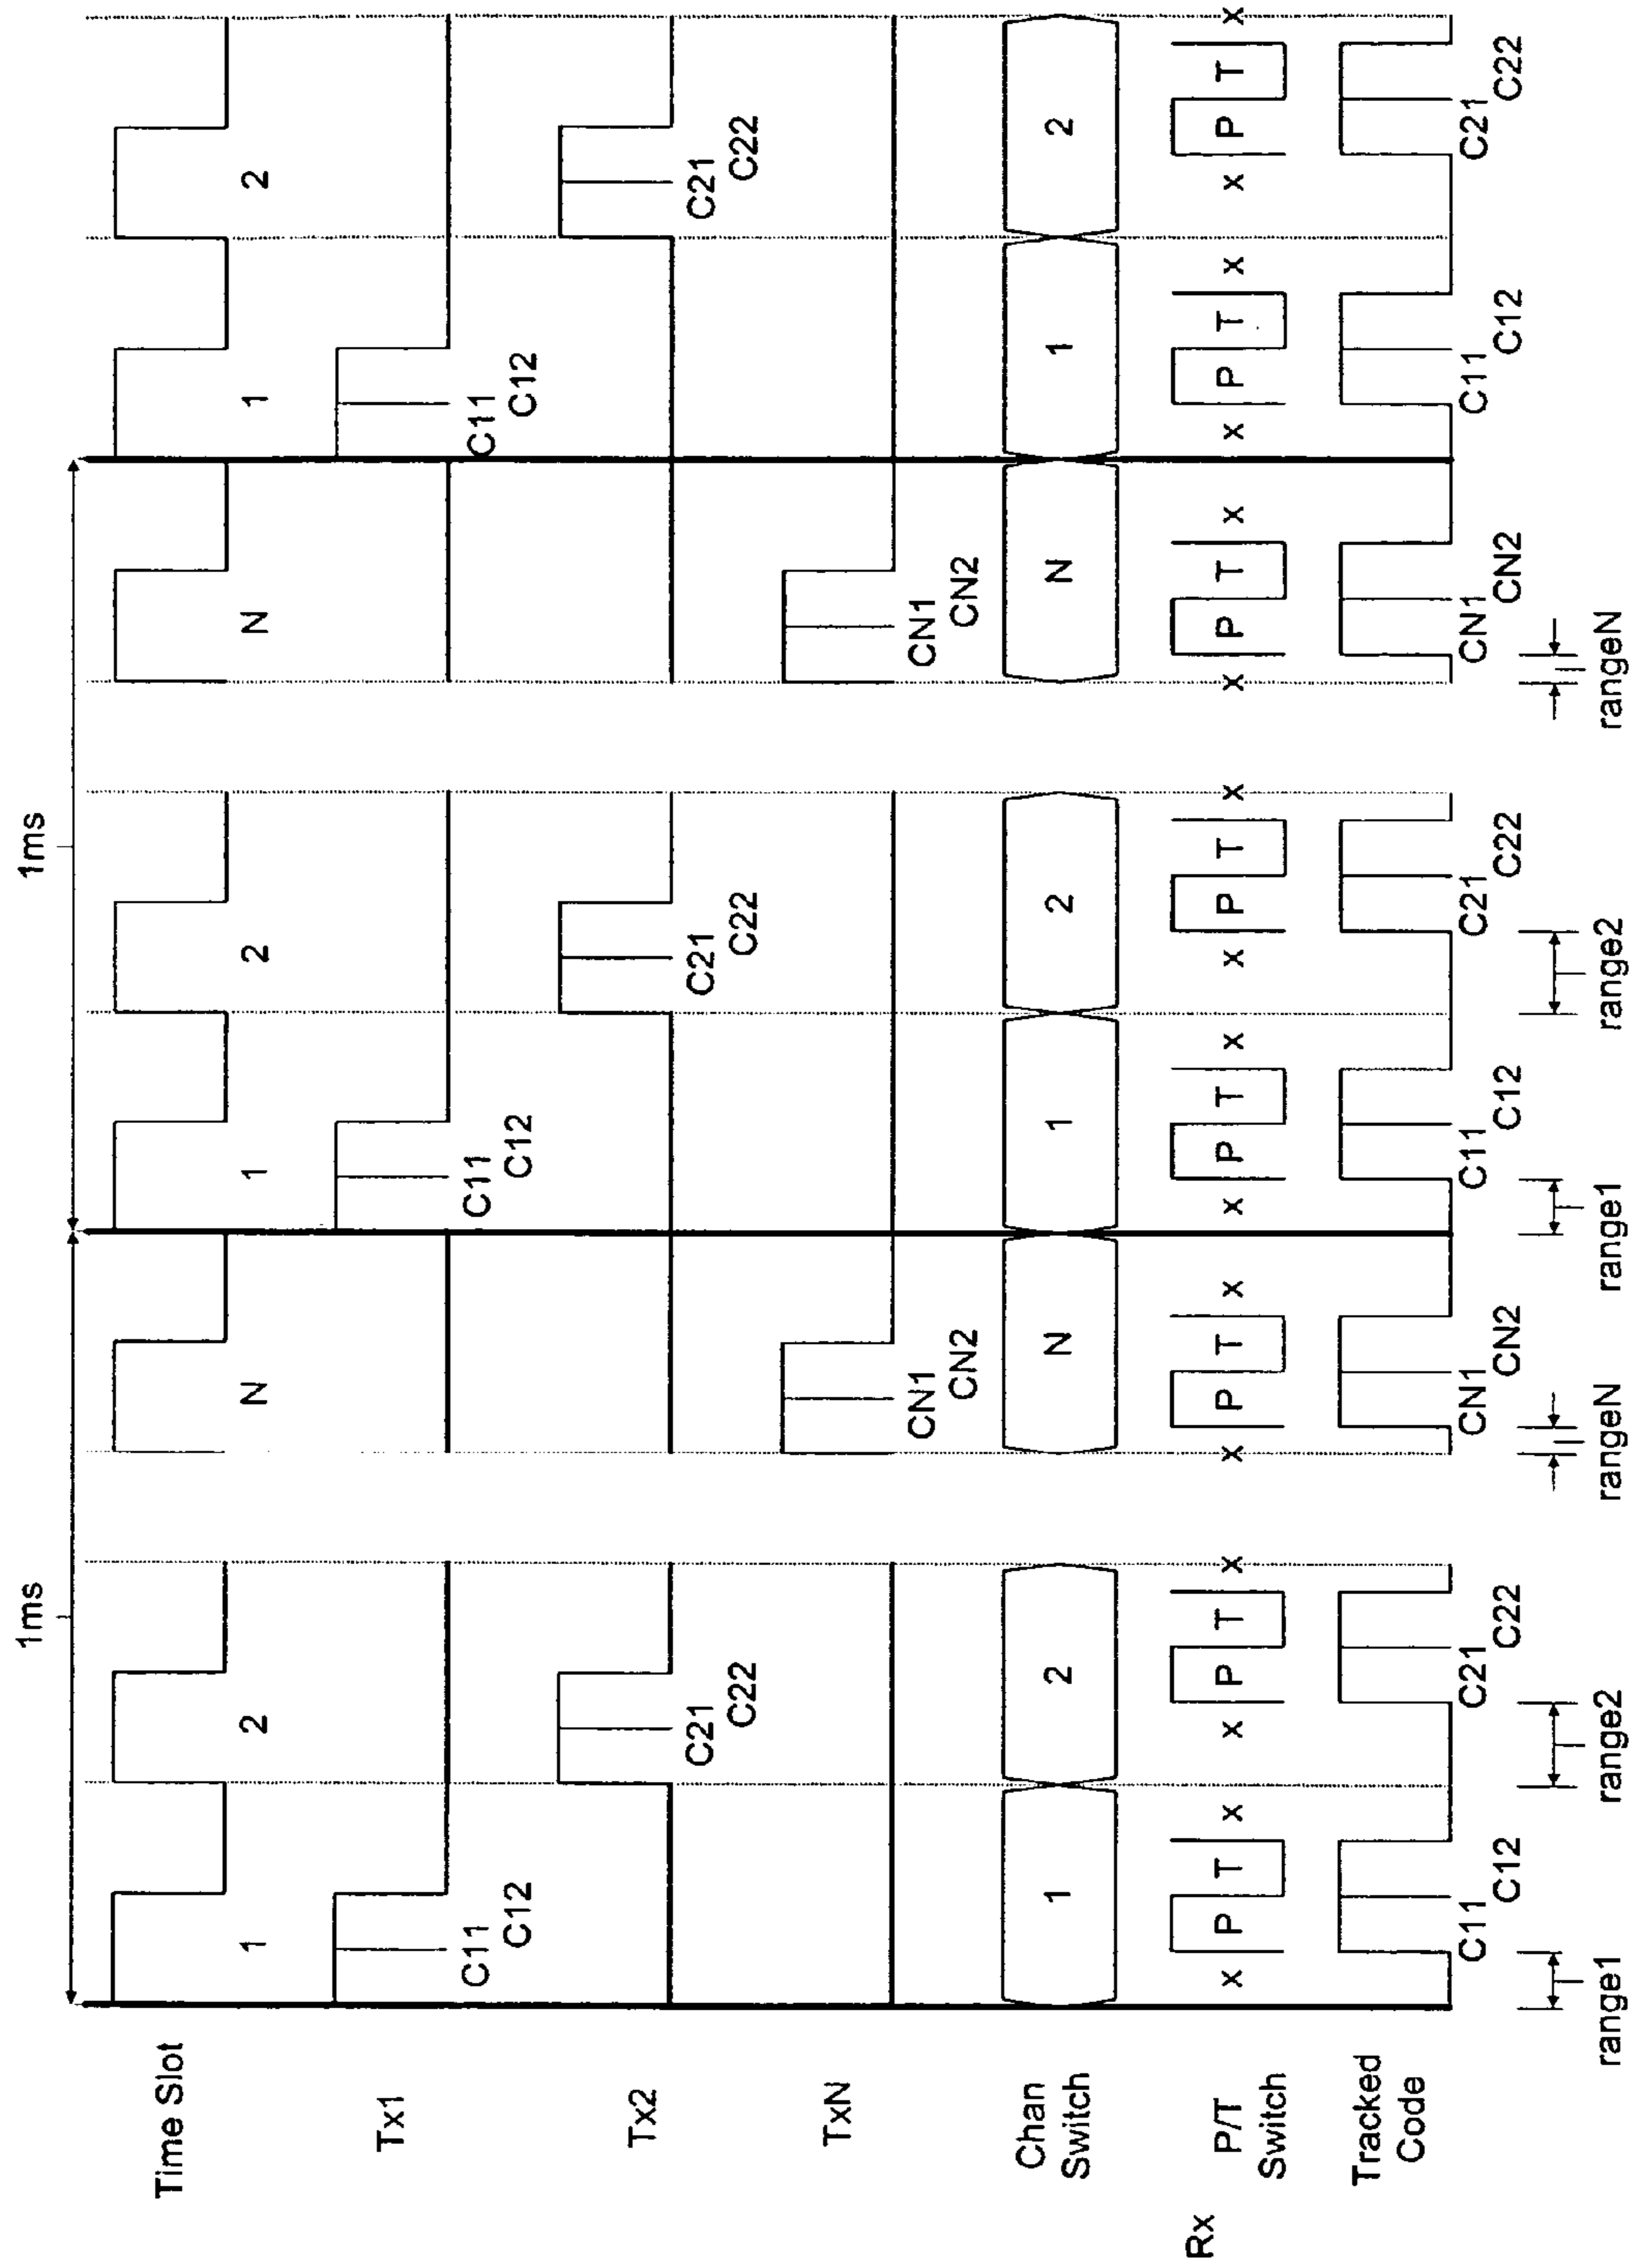 1ms
1ms
Time Slot
1
2
N
1
2
N
1
2
Tx1
C11
C12
C11
C12
C11
C12
Tx2
C21
C22
C21
C22
C21
C22
TxN
CN1
CN2
CN1
CN2
Rx
Chan
Switch
1
2
N
1
2
N
1
2
P/T
Switch
x
P
T
x
x
P
T
x
x
P
T
x
x
P
T
x
x
P
T
x
x
P
T
x
x
P
T
x
x
P
T
x
Tracked
Code
C11
C12
C21
C22
CN1
CN2
C11
C12
C21
C22
CN1
CN2
C11
C12
C21
C22
range1
range2
rangeN
range1
range2
rangeN